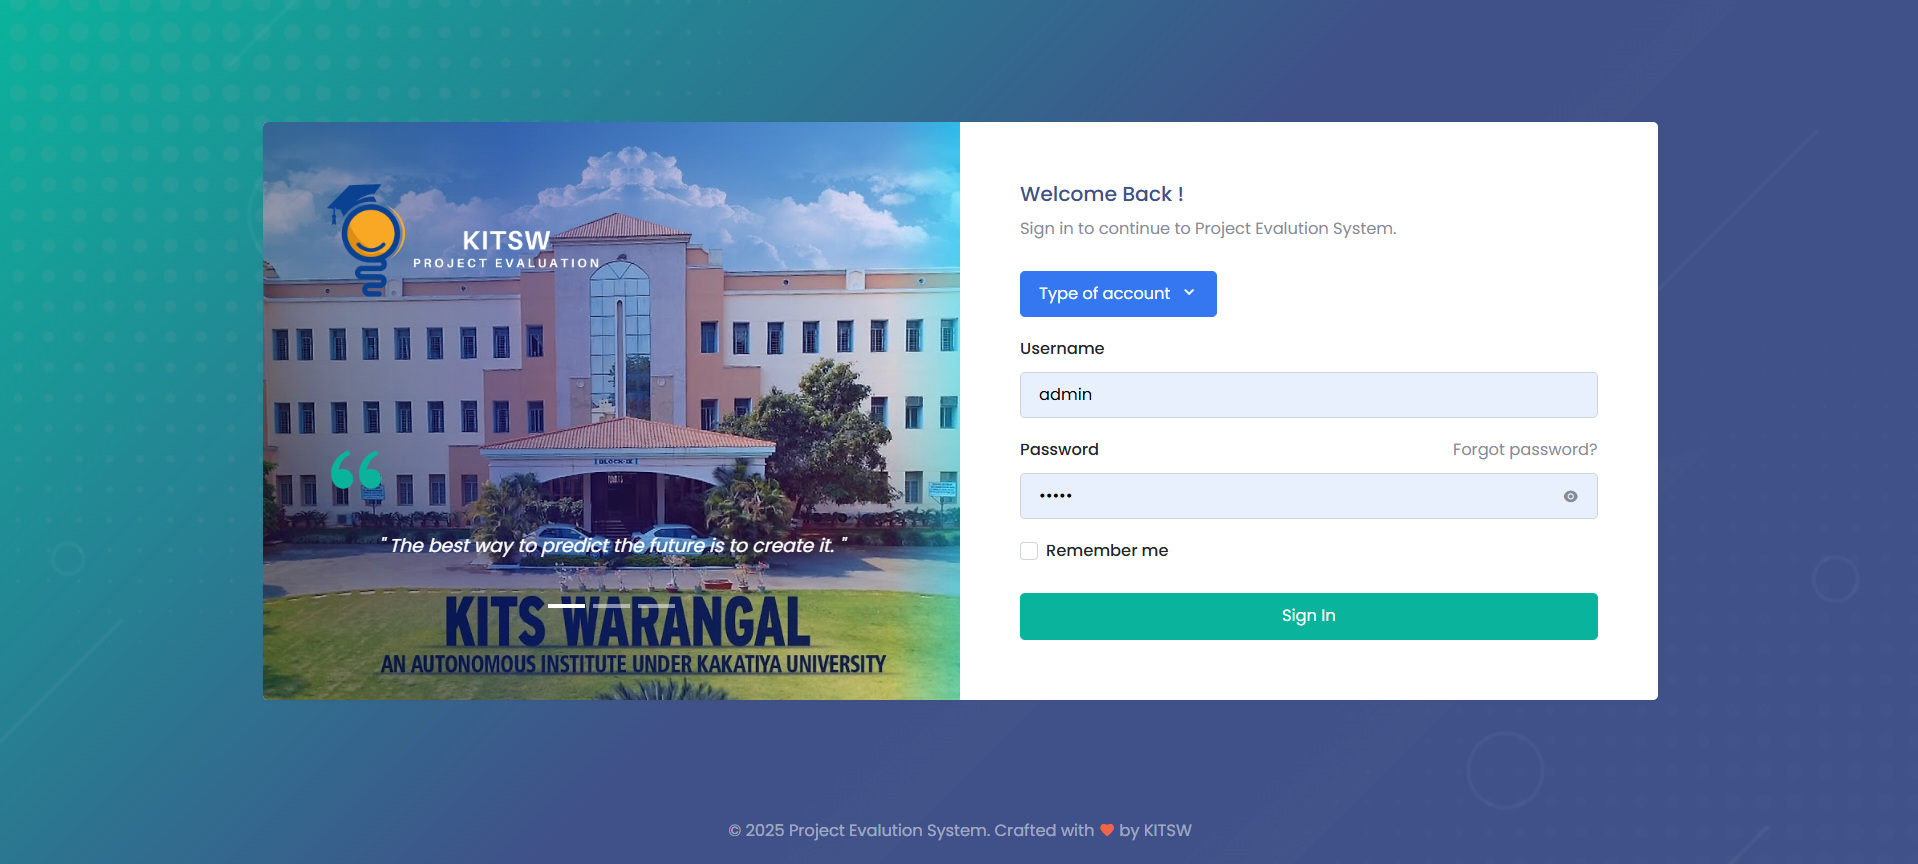 KITSW
PROJECT EVALUATION
BLOCK-IX
" The best way to predict the future is to create it. "
KITS WARANGAL
AN AUTONOMOUS INSTITUTE UNDER KAKATIYA UNIVERSITY
Welcome Back !
Sign in to continue to Project Evalution System.
Type of account
Username
admin
Password
Forgot password?
•••••
Remember me
Sign In
© 2025 Project Evalution System. Crafted with ♥ by KITSW